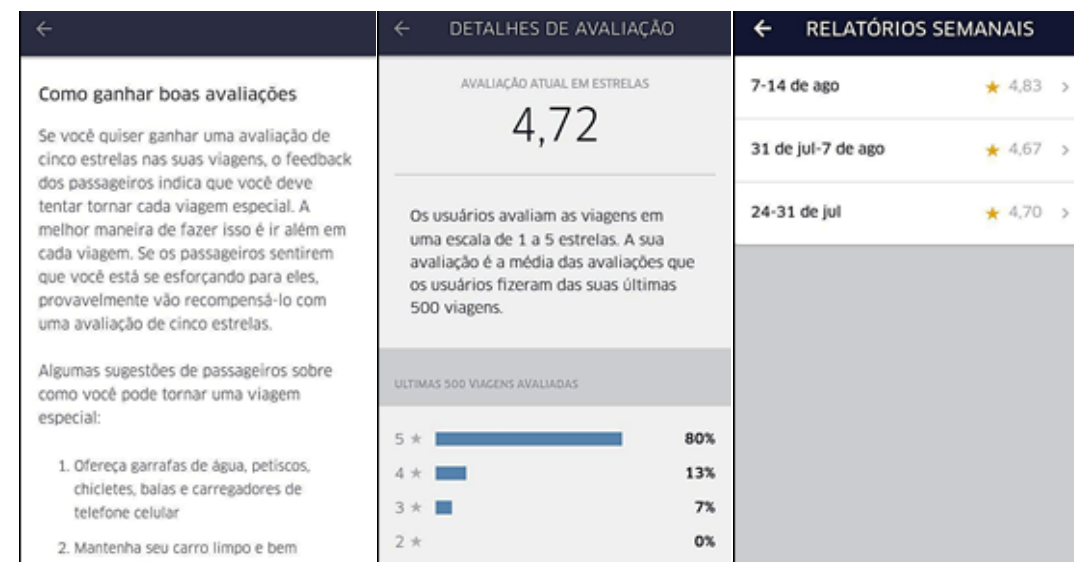 Como ganhar boas avaliações
Se você quiser ganhar uma avaliação de
cinco estrelas nas suas viagens, o feedback
dos passageiros indica que você deve
tentar tornar cada viagem especial. A
melhor maneira de fazer isso é ir além em
cada viagem. Se os passageiros sentirem
que você está se esforçando para eles,
provavelmente vão recompensá-lo com
uma avaliação de cinco estrelas.
Algumas sugestões de passageiros sobre
como você pode tornar uma viagem
especial:
1. Ofereça garrafas de água, petiscos,
chicletes, balas e carregadores de
telefone celular
2. Mantenha seu carro limpo e bem
DETALHES DE AVALIAÇÃO
AVALIAÇÃO ATUAL EM ESTRELAS
4,72
Os usuários avaliam as viagens em
uma escala de 1 a 5 estrelas. A sua
avaliação é a média das avaliações que
os usuários fizeram das suas últimas
500 viagens.
ULTIMAS 500 VIAGENS AVALIADAS
5 ★ 80%
4 ★ 13%
3 ★ 7%
2 ★ 0%
RELATÓRIOS SEMANAIS
7-14 de ago ★ 4,83
31 de jul-7 de ago ★ 4,67
24-31 de jul ★ 4,70